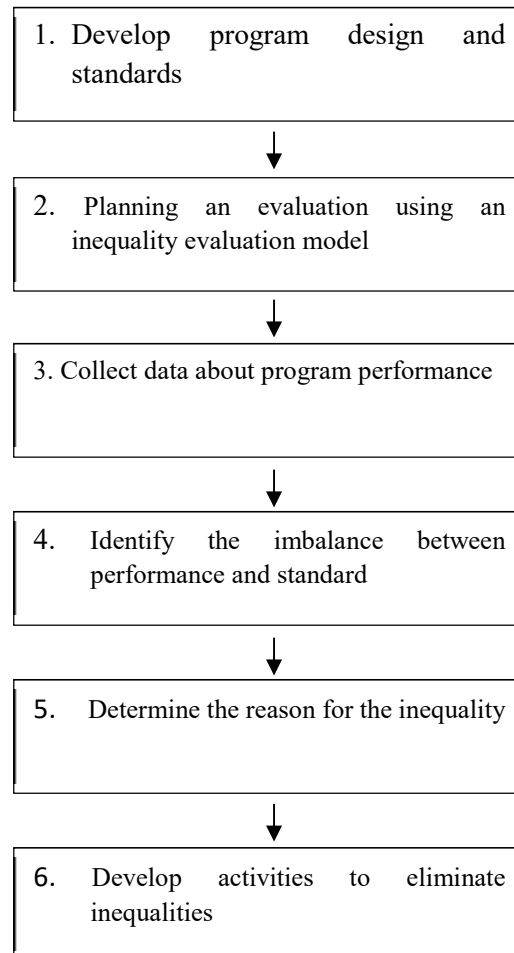 1. Develop program design and
standards
2. Planning an evaluation using an
inequality evaluation model
3. Collect data about program performance
4. Identify the imbalance between
performance and standard
5. Determine the reason for the inequality
6. Develop activities to eliminate
inequalities